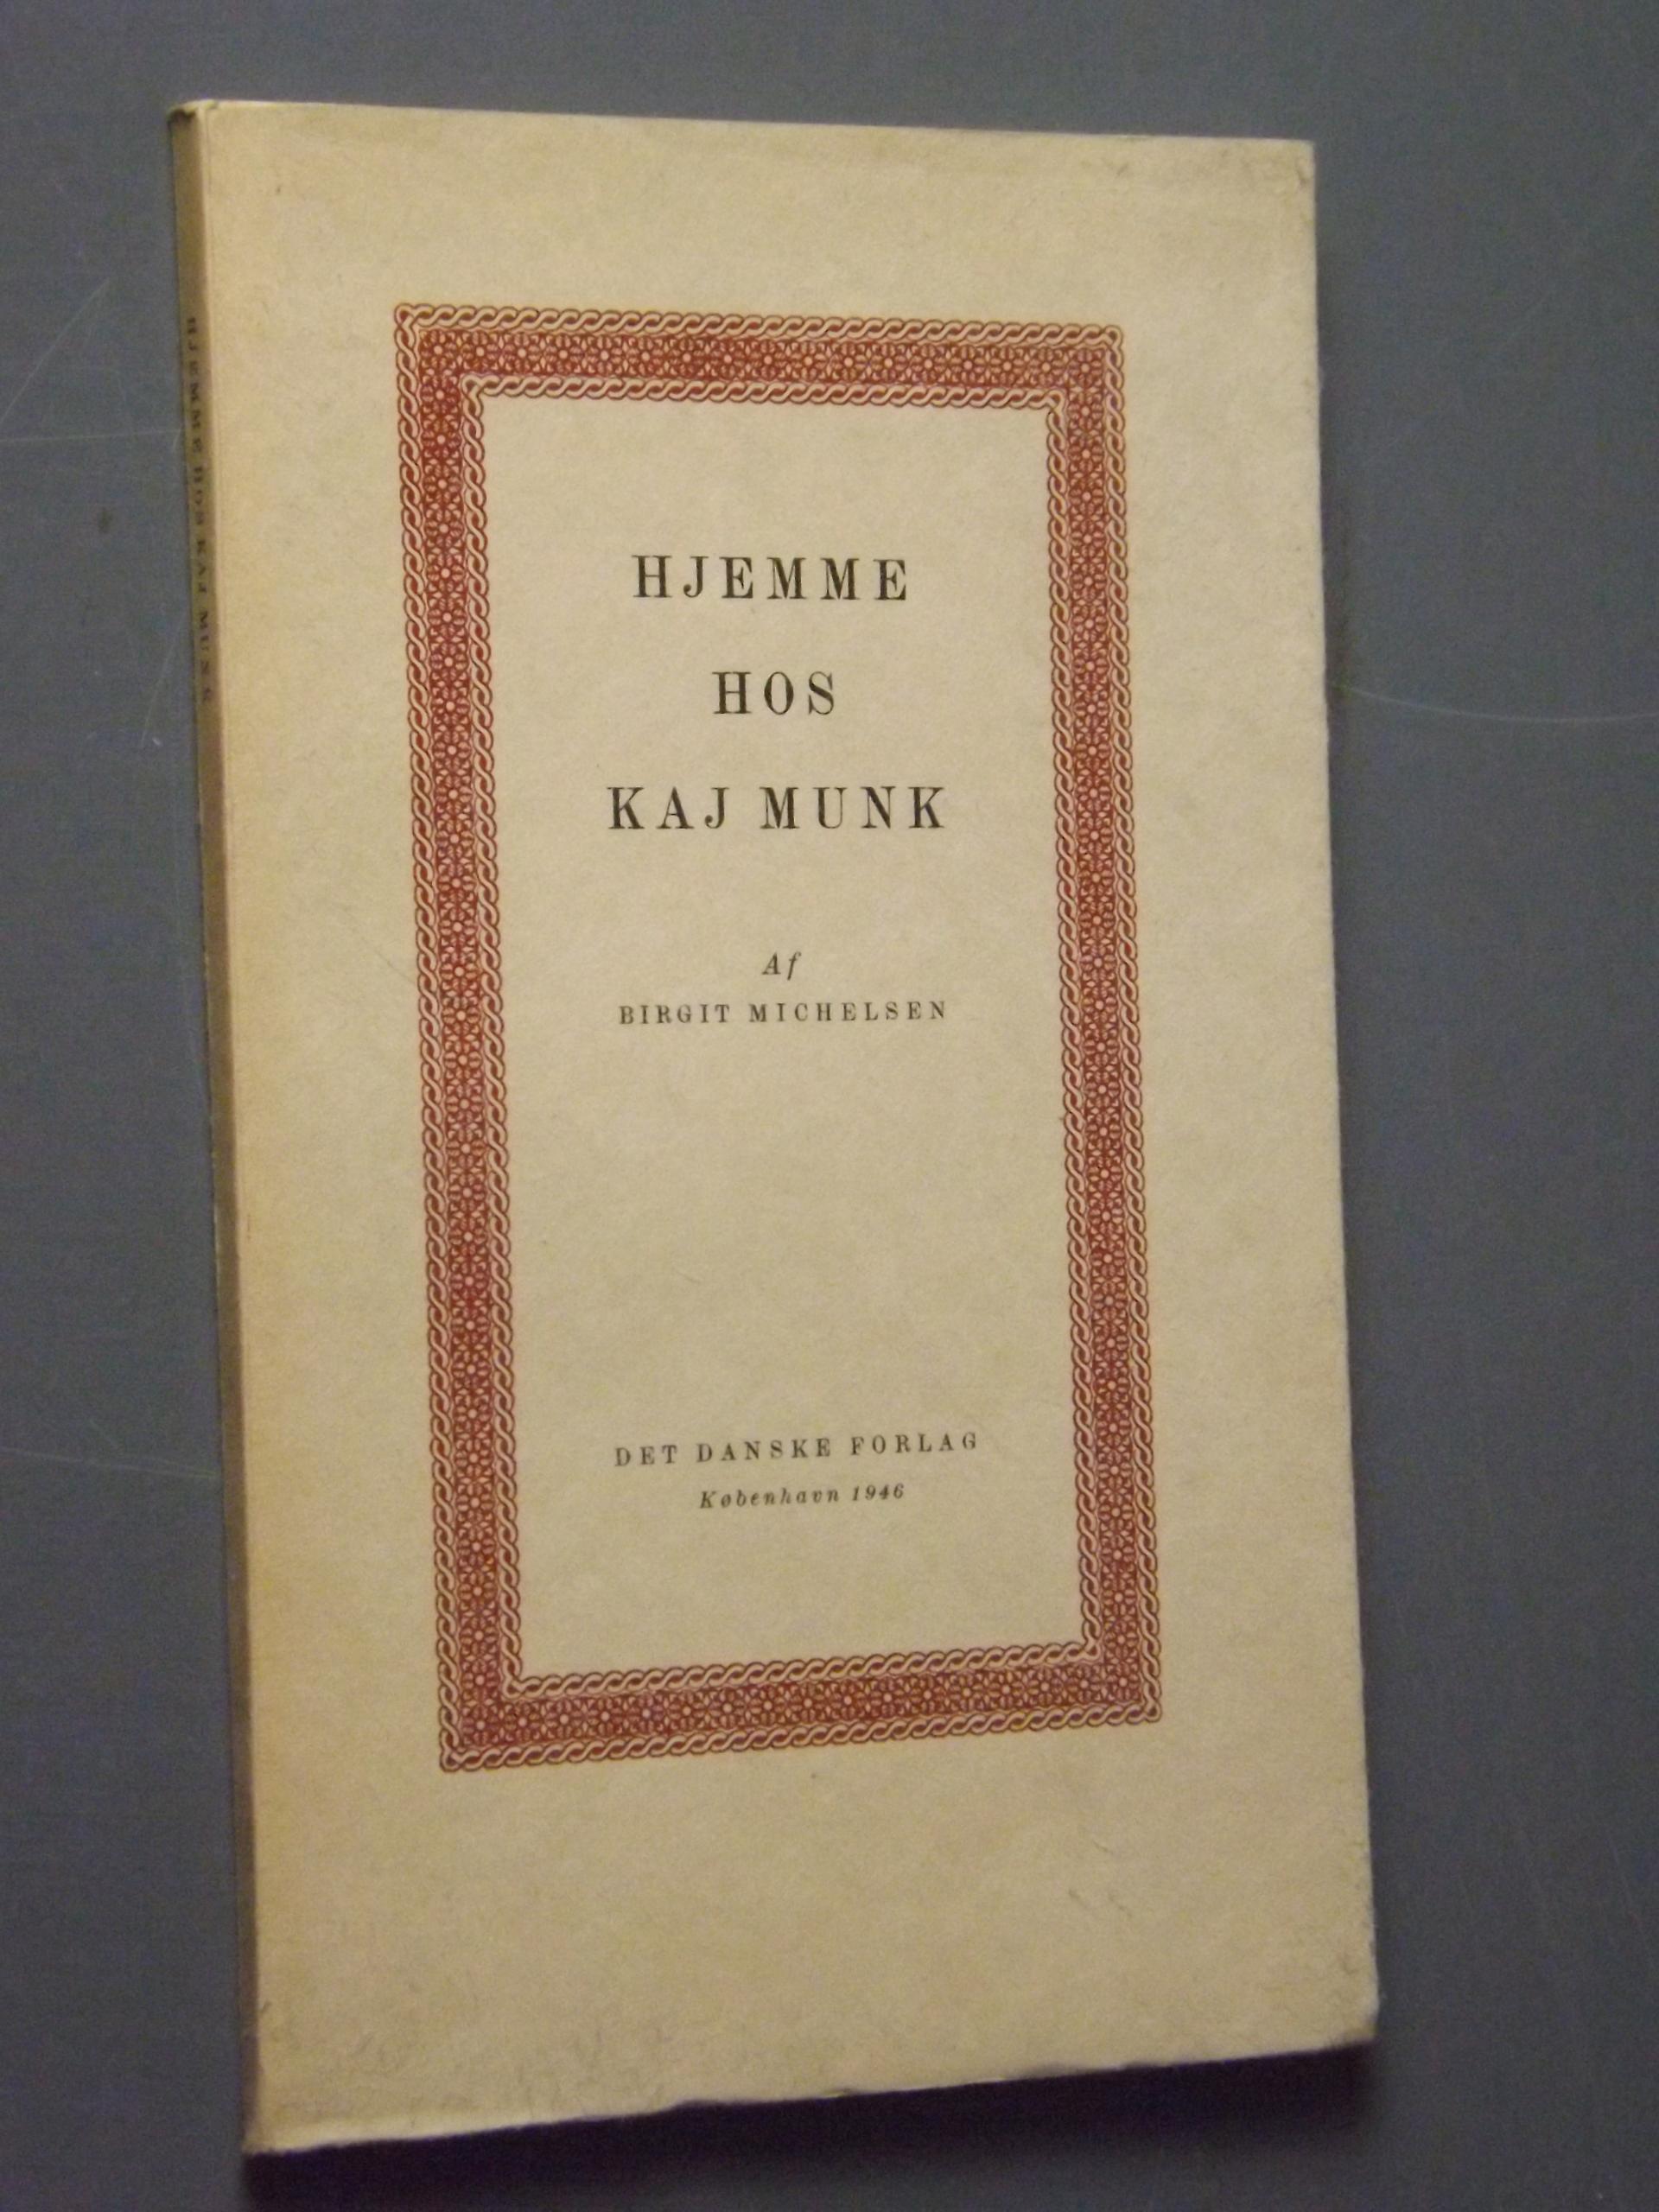 HJEMME HOS KAJ MUNK
HJEMME
HOS
KAJ MUNK
Af
BIRGIT MICHELSEN
DET DANSKE FORLAG
København 1946